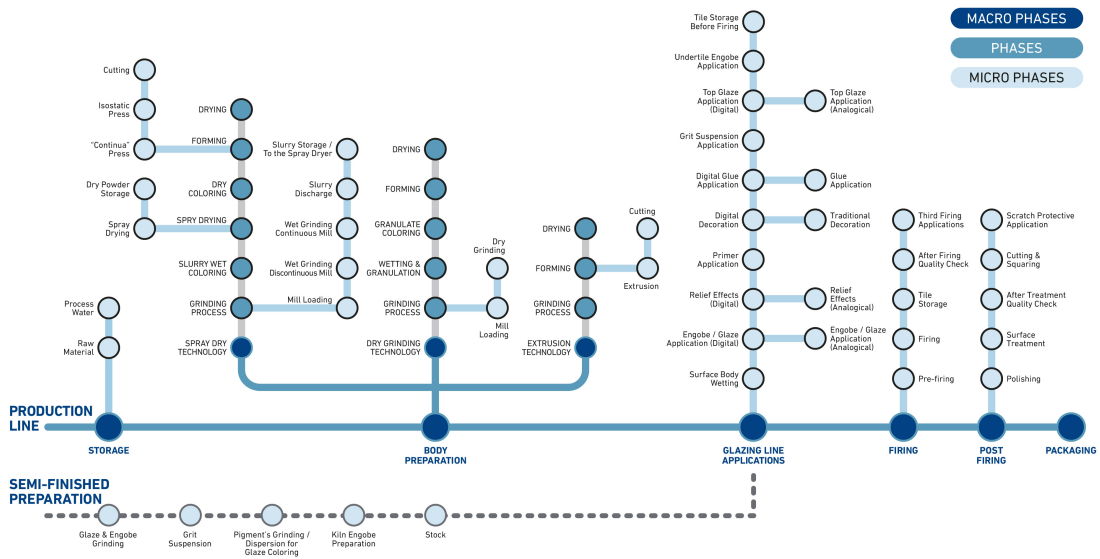 MACRO PHASES
PHASES
MICRO PHASES
Cutting
Isostatic
Press
"Continua"
Press
Dry Powder
Storage
Spray
Drying
Process
Water
Raw
Material
DRYING
FORMING
DRY
COLORING
SPRY DRYING
SLURRY WET
COLORING
GRINDING
PROCESS
SPRAY DRY
TECHNOLOGY
Slurry Storage /
To the Spray Dryer
Slurry
Discharge
Wet Grinding
Continuous Mill
Wet Grinding
Discontinuous Mill
Mill Loading
DRYING
FORMING
GRANULATE
COLORING
WETTING &
GRANULATION
GRINDING
PROCESS
DRY GRINDING
TECHNOLOGY
Dry
Grinding
Mill
Loading
DRYING
FORMING
GRINDING
PROCESS
EXTRUSION
TECHNOLOGY
Cutting
Extrusion
Tile Storage
Before Firing
Undertile Engobe
Application
Top Glaze
Application
(Digital)
Top Glaze
Application
(Analogical)
Grit Suspension
Application
Digital Glue
Application
Glue
Application
Digital
Decoration
Traditional
Decoration
Primer
Application
Relief Effects
(Digital)
Relief
Effects
(Analogical)
Engobe / Glaze
Application (Digital)
Engobe / Glaze
Application
(Analogical)
Surface Body
Wetting
Third Firing
Applications
After Firing
Quality Check
Tile
Storage
Firing
Pre-firing
Scratch Protective
Application
Cutting &
Squaring
After Treatment
Quality Check
Surface
Treatment
Polishing
PRODUCTION
LINE
STORAGE
BODY
PREPARATION
GLAZING LINE
APPLICATIONS
FIRING
POST
FIRING
PACKAGING
SEMI-FINISHED
PREPARATION
Glaze & Engobe
Grinding
Grit
Suspension
Pigment's Grinding /
Dispersion for
Glaze Coloring
Kiln Engobe
Preparation
Stock